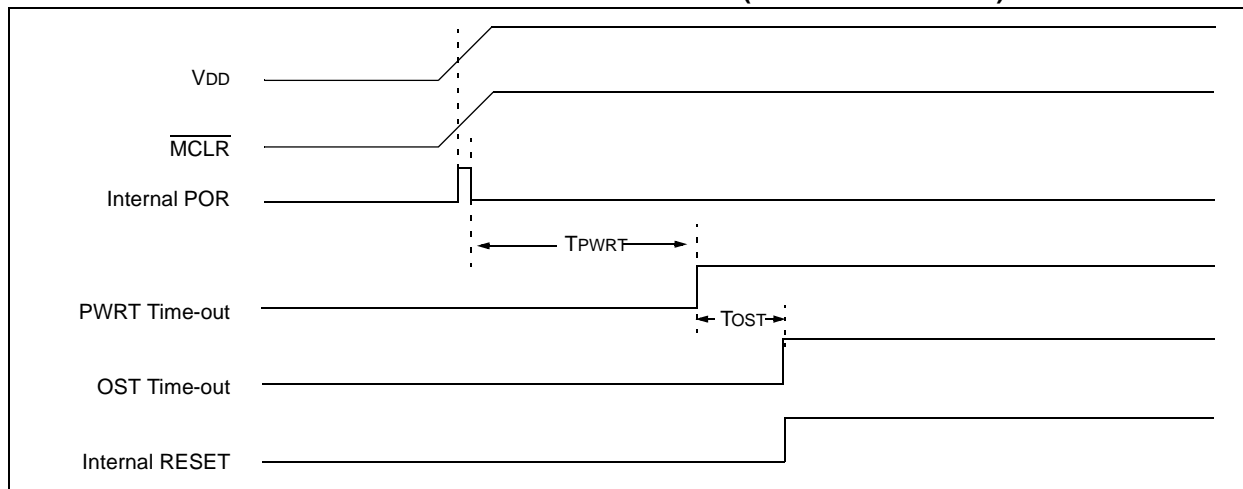 VDD
MCLR
Internal POR
TPWRT
PWRT Time-out
TOST
OST Time-out
Internal RESET